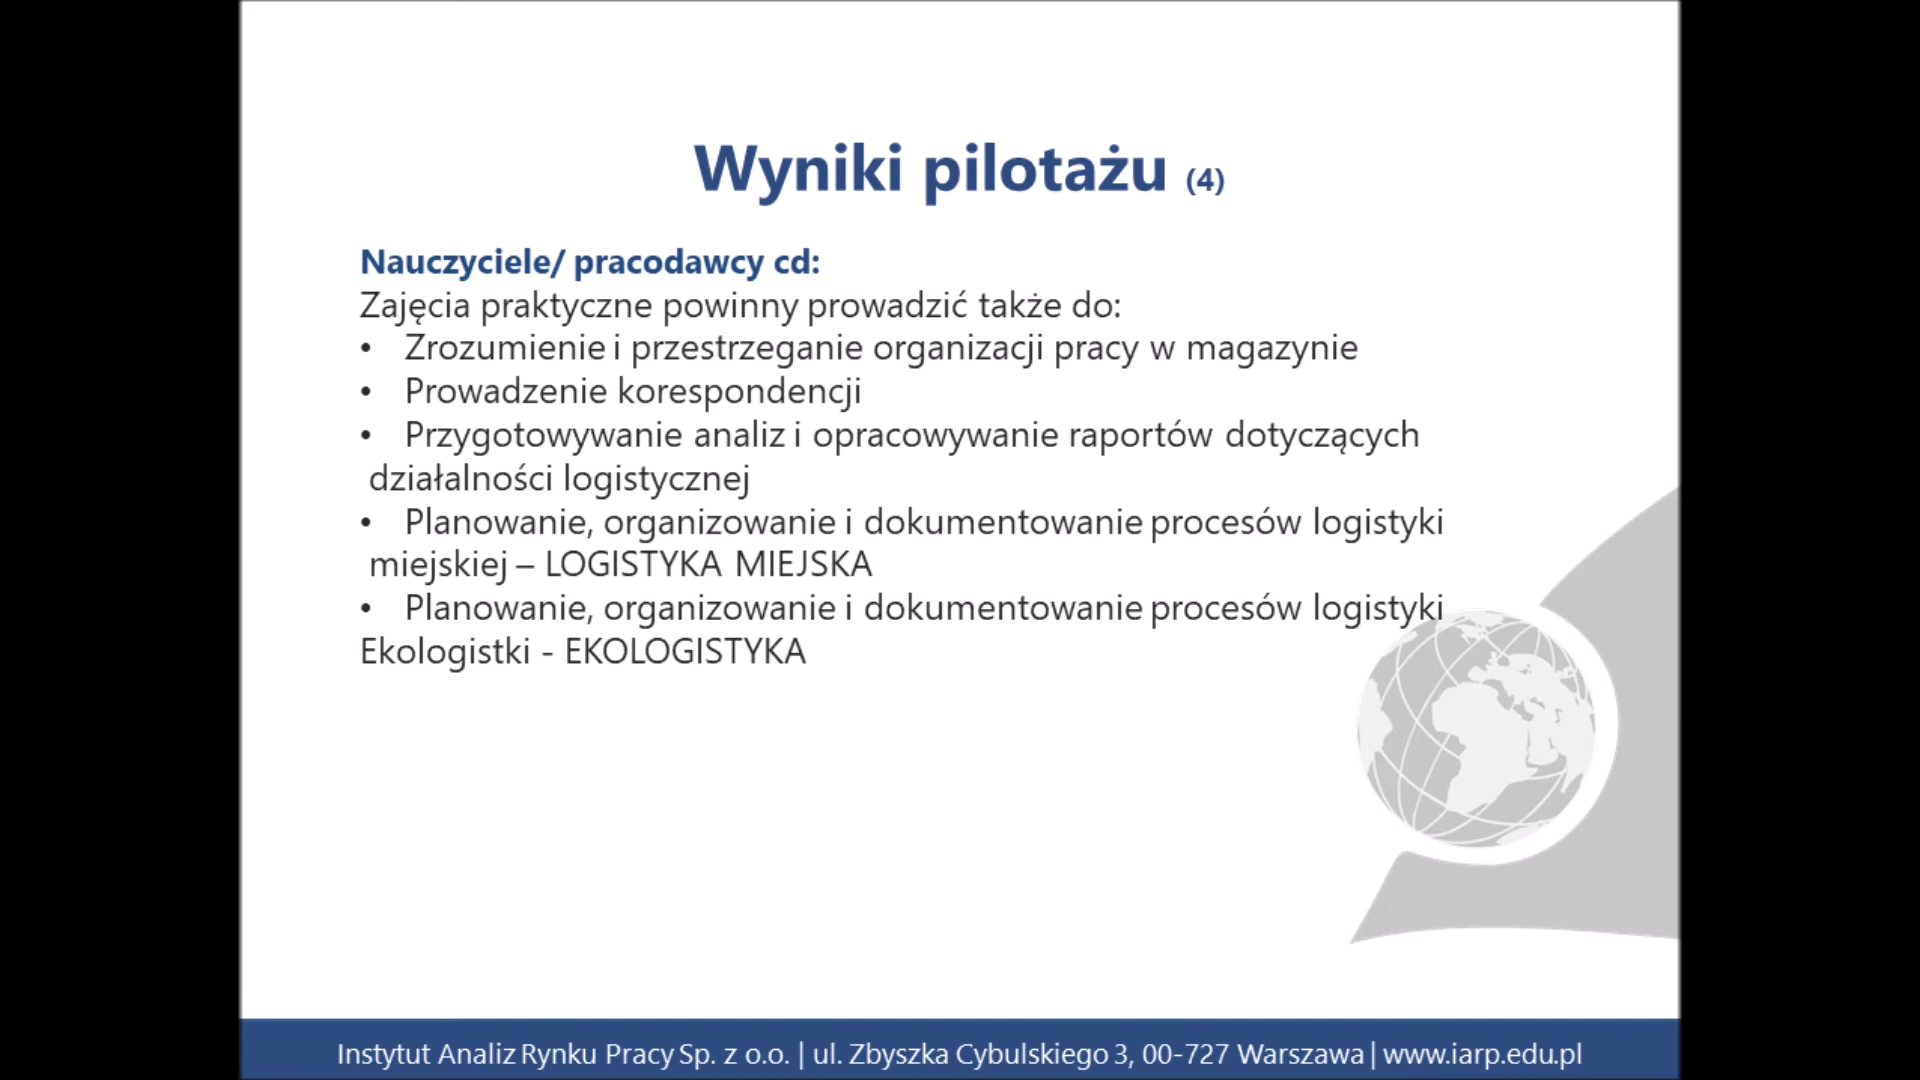 Wyniki pilotażu (4)
Nauczyciele/ pracodawcy cd:
Zajęcia praktyczne powinny prowadzić także do:
• Zrozumienie i przestrzeganie organizacji pracy w magazynie
• Prowadzenie korespondencji
• Przygotowywanie analiz i opracowywanie raportów dotyczących
działalności logistycznej
• Planowanie, organizowanie i dokumentowanie procesów logistyki
miejskiej – LOGISTYKA MIEJSKA
• Planowanie, organizowanie i dokumentowanie procesów logistyki
Ekologistki - EKOLOGISTYKA
Instytut Analiz Rynku Pracy Sp. z o.o. | ul. Zbyszka Cybulskiego 3, 00-727 Warszawa | www.iarp.edu.pl